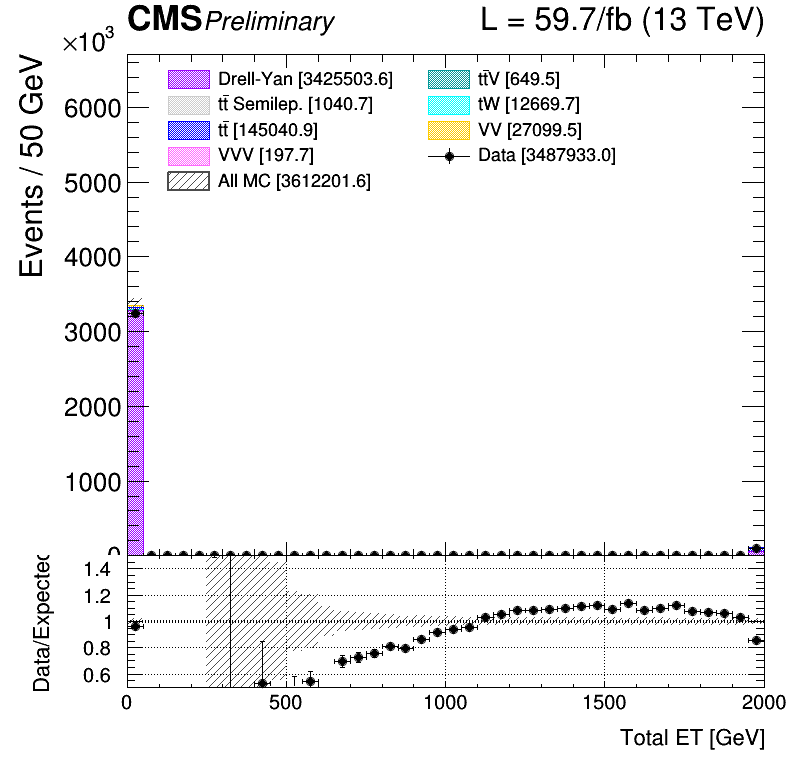 CMS Preliminary L = 59.7/fb (13 TeV)
×10³
Events / 50 GeV
Drell-Yan [3425503.6]
tt̄ Semilep. [1040.7]
tt̄ [145040.9]
VVV [197.7]
All MC [3612201.6]
tt̄V [649.5]
tW [12669.7]
VV [27099.5]
Data [3487933.0]
6000
5000
4000
3000
2000
1000
0
Data/Expected
1.4
1.2
1
0.8
0.6
0 500 1000 1500 2000
Total ET [GeV]